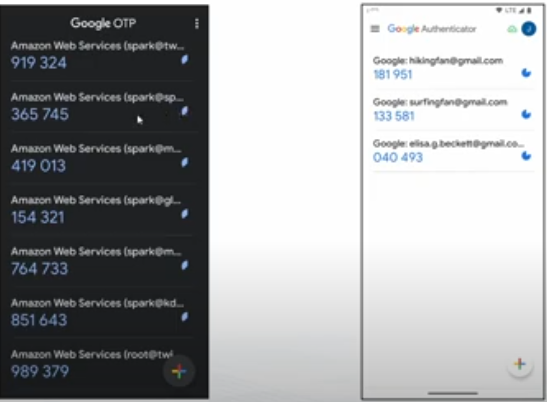 Google OTP
Amazon Web Services (spark@tw...
919 324
Amazon Web Services (spark@sp...
365 745
Amazon Web Services (spark@m...
419 013
Amazon Web Services (spark@gl...
154 321
Amazon Web Services (spark@m...
764 733
Amazon Web Services (spark@kd...
851 643
Amazon Web Services (root@twi
989 379
LTE
Google Authenticator
J
Google: hikingfan@gmail.com
181 951
Google: surfingfan@gmail.com
133 581
Google: elisa.g.beckett@gmail.co...
040 493